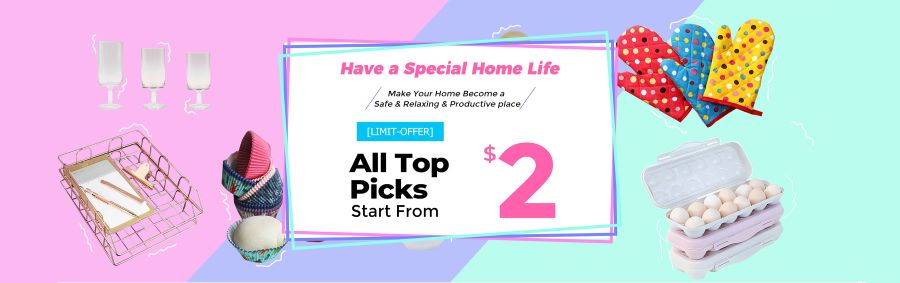 Have a Special Home Life
Make Your Home Become a
Safe & Relaxing & Productive place
[LIMIT-OFFER]
All Top
Picks
Start From
$2